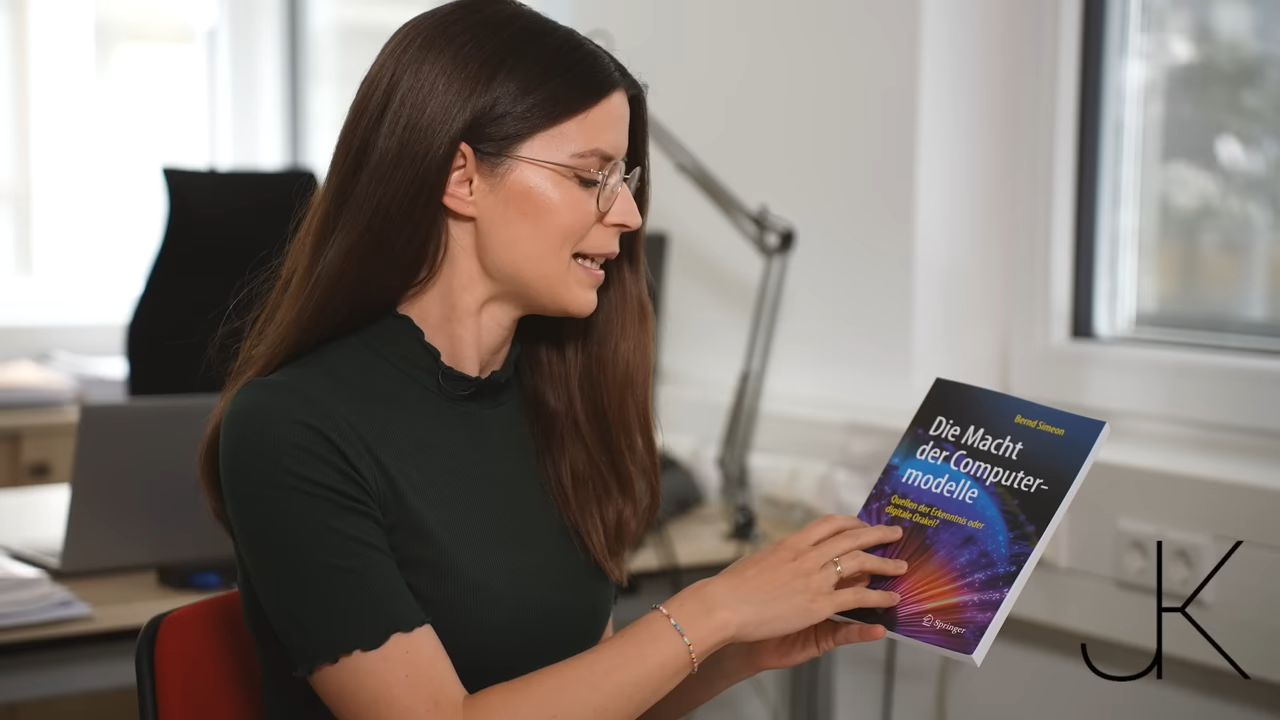 Bernd Simeon
Die Macht
der Computer-
modelle
Quellen der Erkenntnis oder
digitale Orakel?
Springer
JK